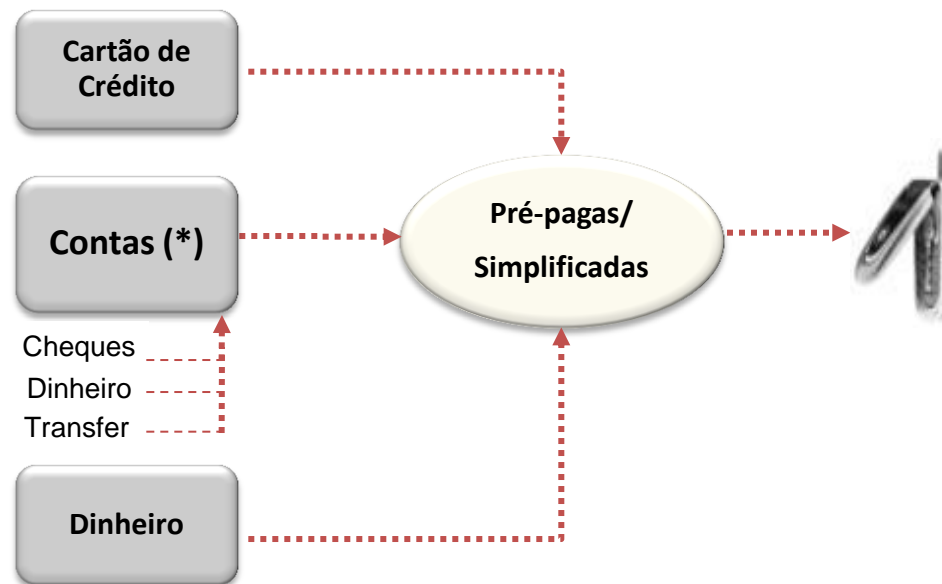 Cartão de
Crédito
Contas (*)
Pré-pagas/
Simplificadas
Cheques
Dinheiro
Transfer
Dinheiro